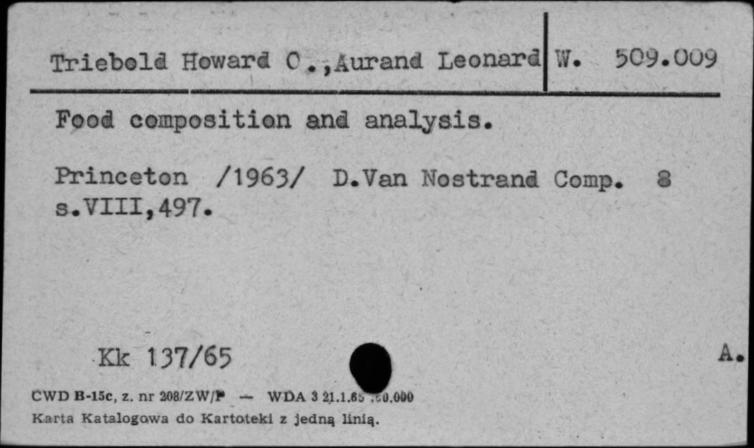 Triebold Howard O.,Aurand Leonard W. 509.009
Food composition and analysis.
Princeton /1963/ D.Van Nostrand Comp. 8
s.VIII,497.
Kk 137/65
A.
CWD B-15c, z. nr 208/ZW/P — WDA 3 21.1.65
Karta Katalogowa do Kartoteki z jedną linią.